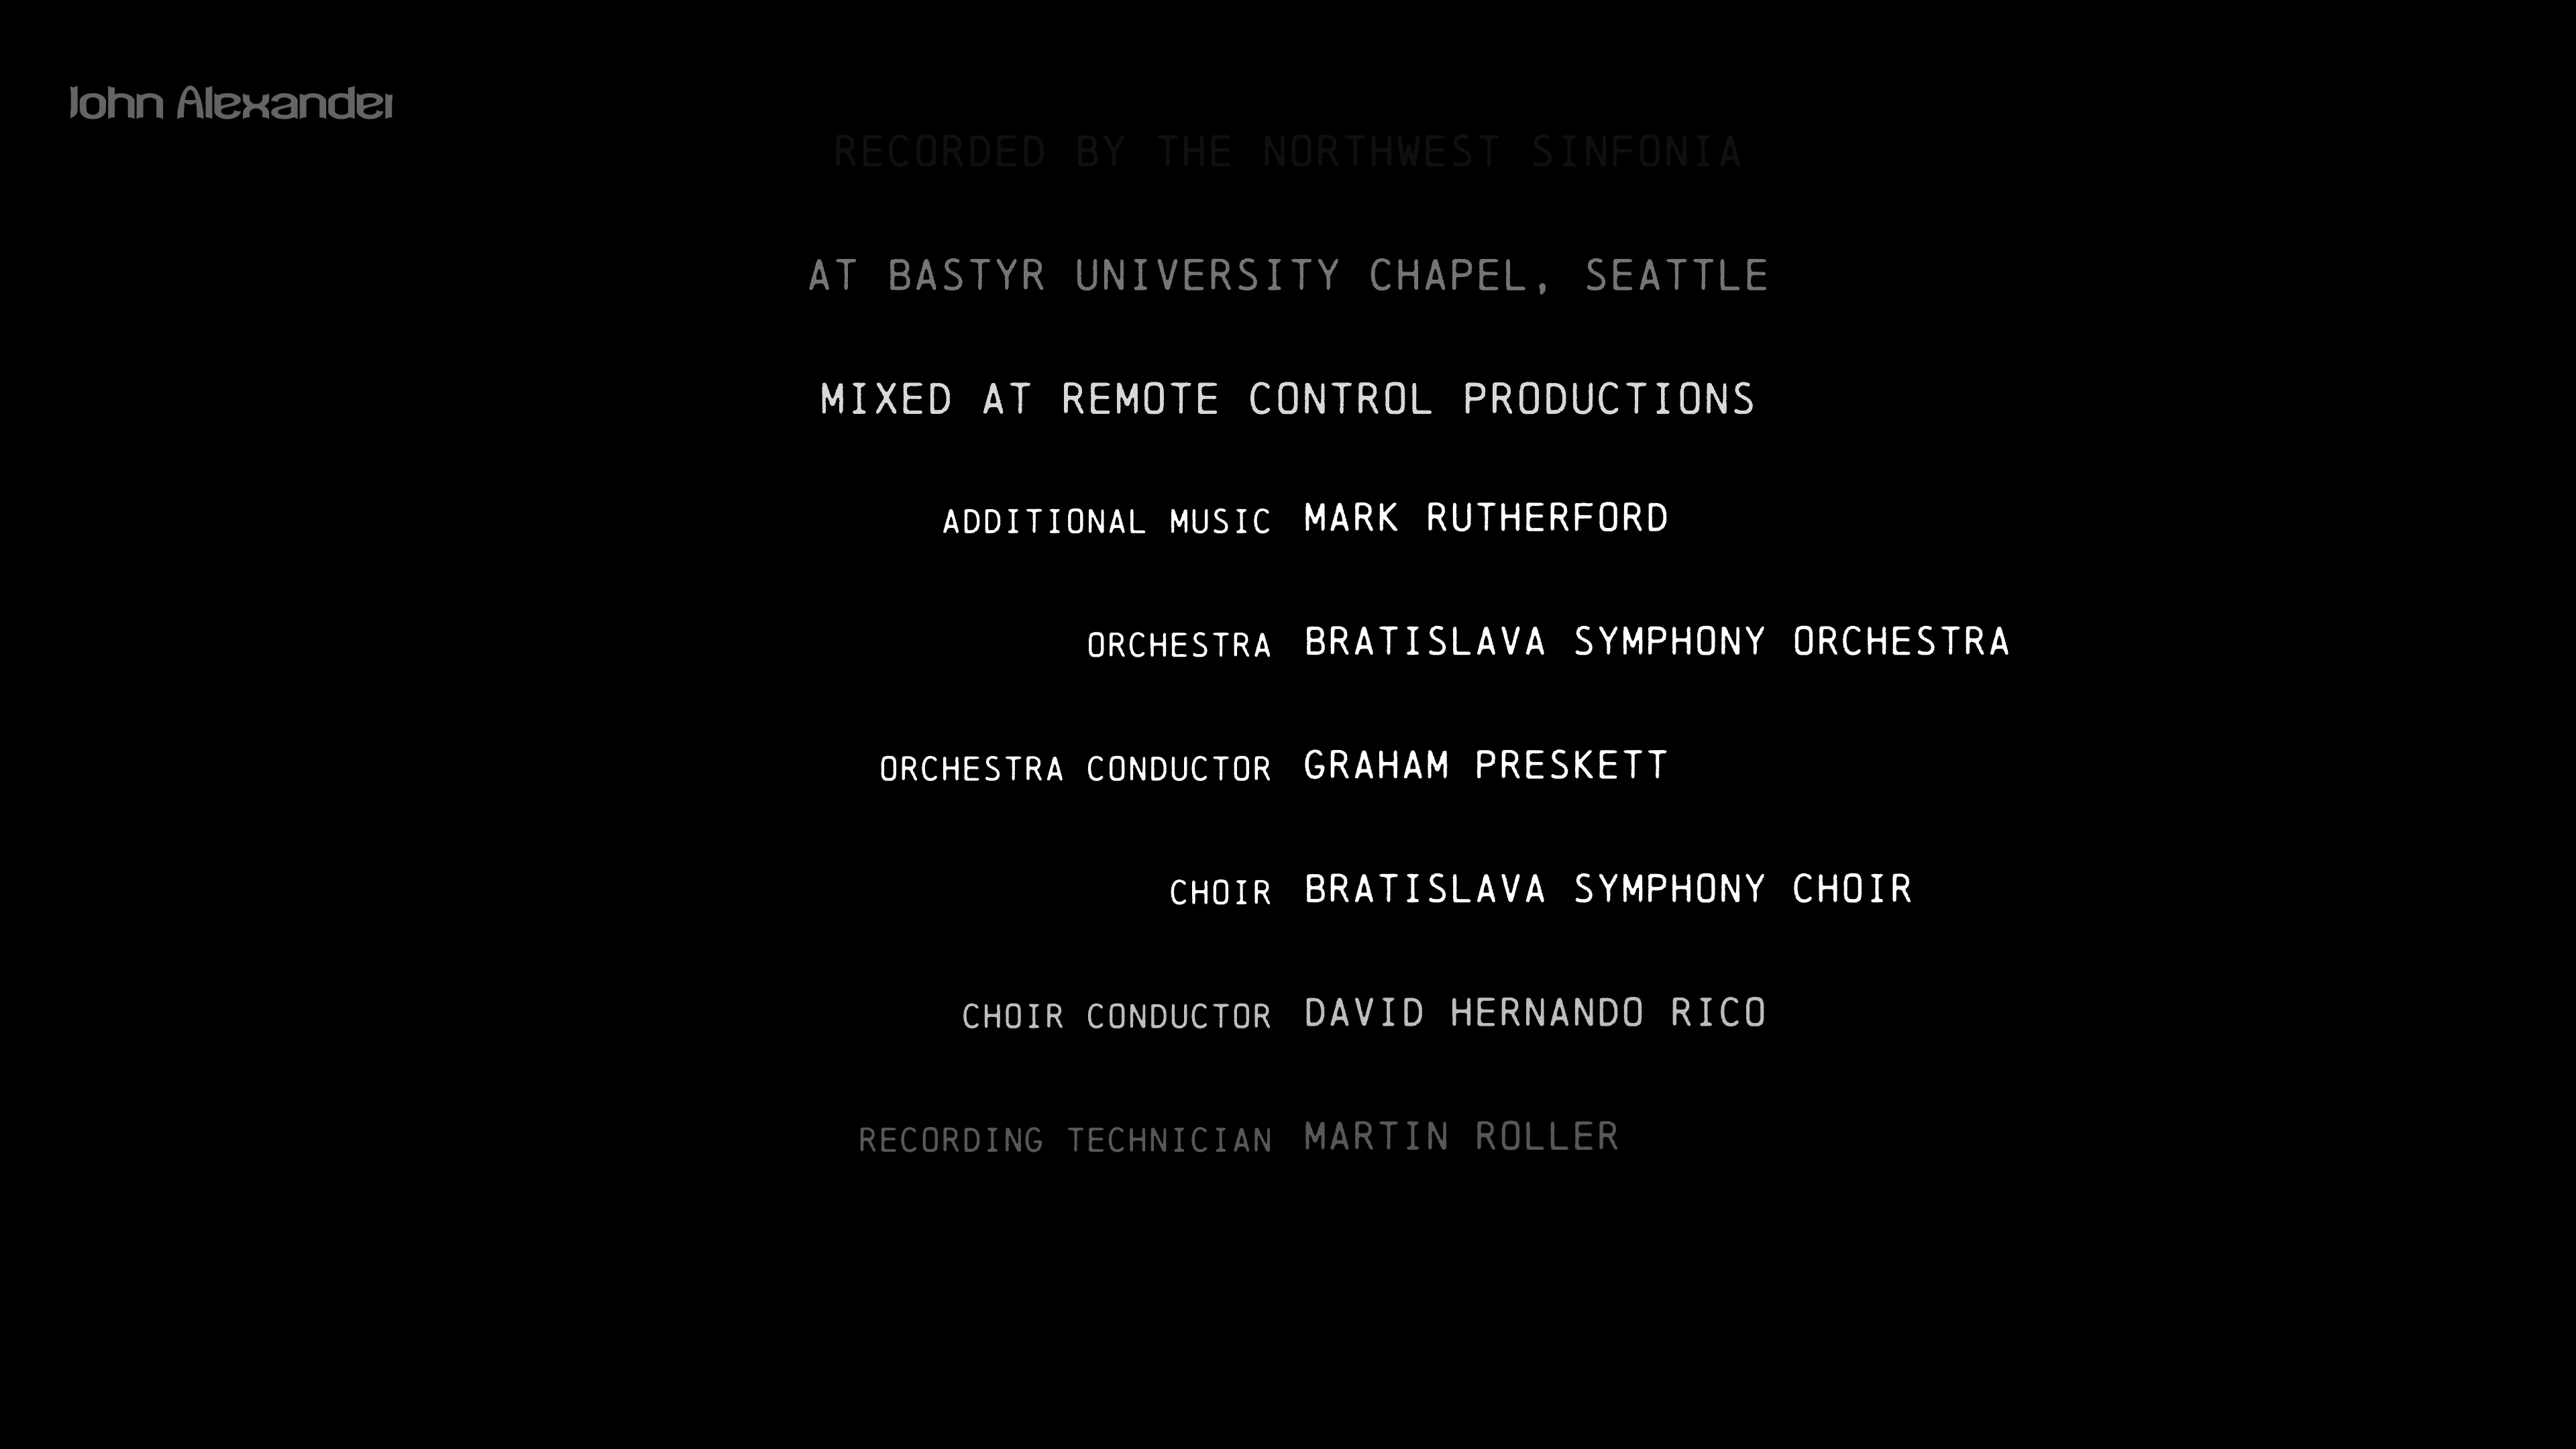 John Alexander
RECORDED BY THE NORTHWEST SINFONIA
AT BASTYR UNIVERSITY CHAPEL, SEATTLE
MIXED AT REMOTE CONTROL PRODUCTIONS
ADDITIONAL MUSIC MARK RUTHERFORD
ORCHESTRA BRATISLAVA SYMPHONY ORCHESTRA
ORCHESTRA CONDUCTOR GRAHAM PRESKETT
CHOIR BRATISLAVA SYMPHONY CHOIR
CHOIR CONDUCTOR DAVID HERNANDO RICO
RECORDING TECHNICIAN MARTIN ROLLER